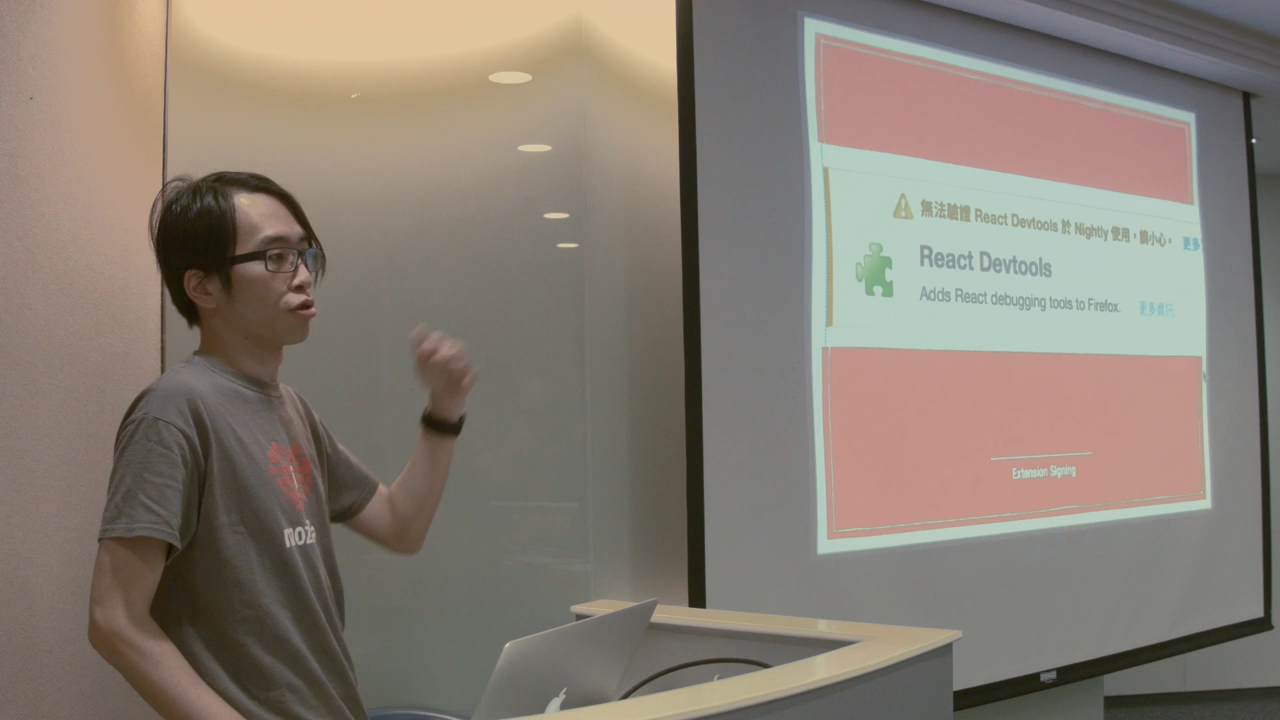 無法驗證 React Devtools 於 Nightly 使用，請小心。 更多
React Devtools
Adds React debugging tools to Firefox. 更多資訊
Extension Signing